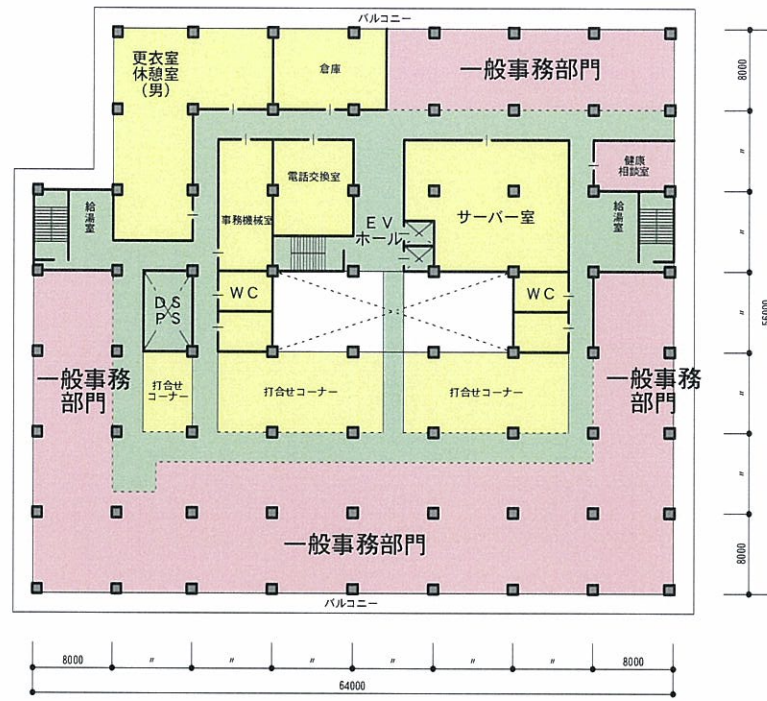 バルコニー
更衣室
休憩室
(男)
倉庫
一般事務部門
8000
〃
健康
相談室
電話交換室
給
湯
室
事務機械室
EV
ホール
サーバー室
給
湯
室
〃
〃
DS
PS
WC
WC
56000
〃
一般事務
部門
打合せ
コーナー
打合せコーナー
打合せコーナー
一般事務
部門
〃
一般事務部門
8000
バルコニー
8000
〃
〃
〃
〃
〃
〃
8000
64000